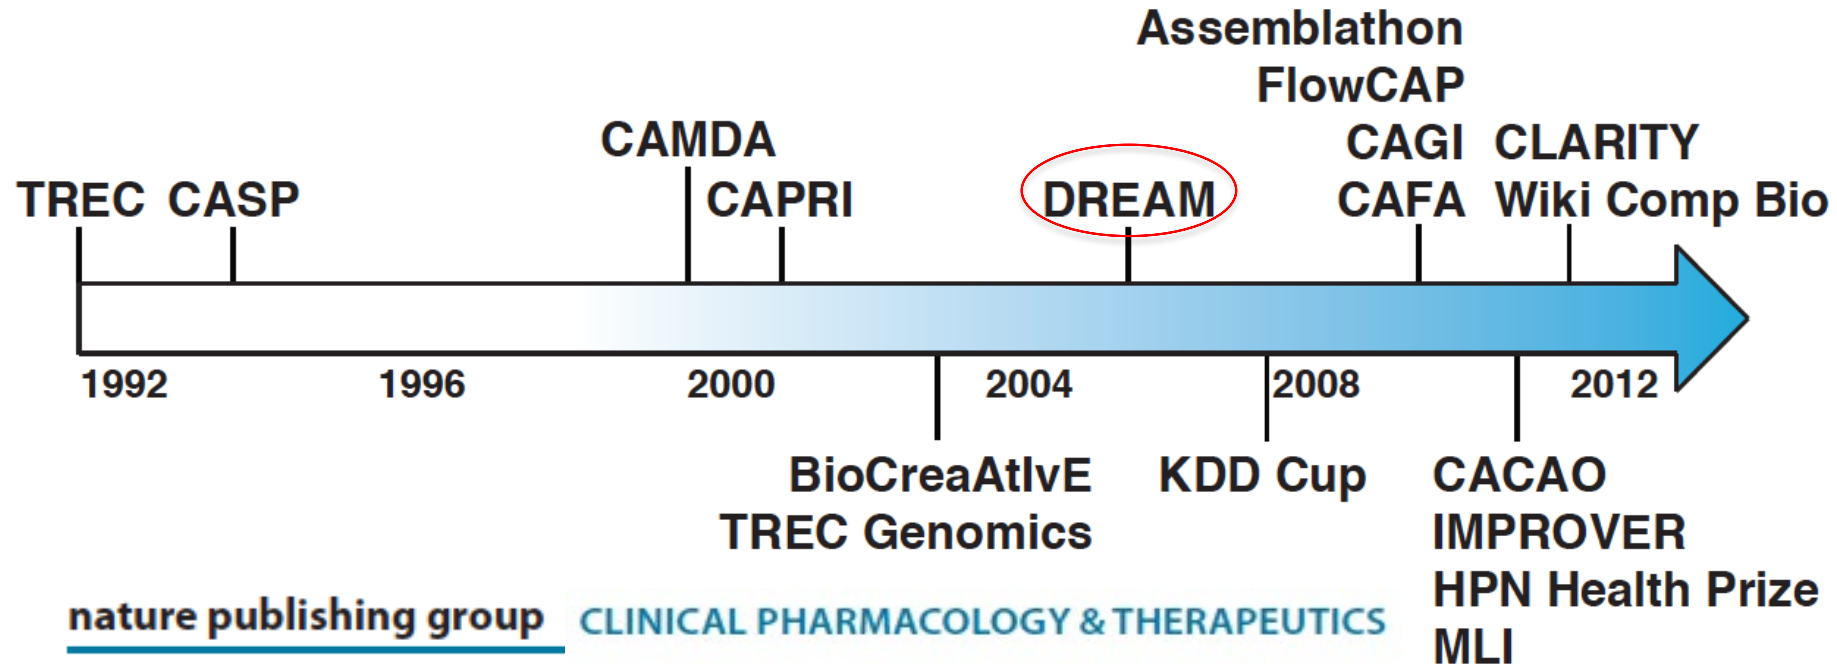 Assemblathon
FlowCAP
CAMDA
CAGI CLARITY
TREC CASP
CAPRI
DREAM
CAFA Wiki Comp Bio
1992 1996 2000 2004 2008 2012
BioCreaAtIvE
TREC Genomics
KDD Cup
CACAO
IMPROVER
HPN Health Prize
MLI
nature publishing group CLINICAL PHARMACOLOGY & THERAPEUTICS